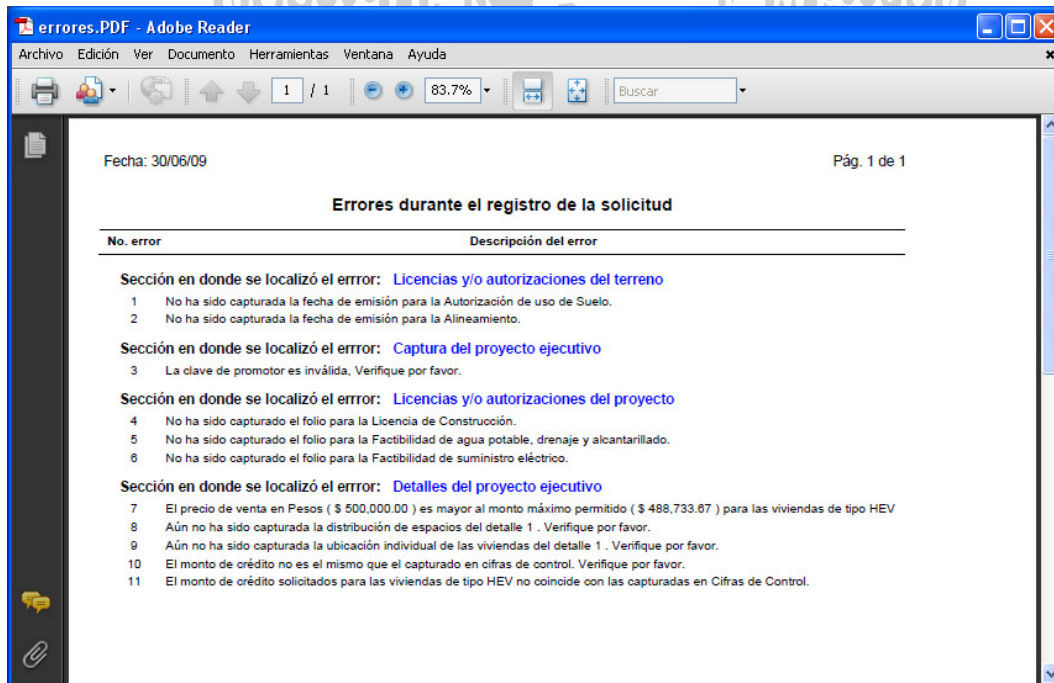 errores.PDF - Adobe Reader
Archivo Edición Ver Documento Herramientas Ventana Ayuda
1 / 1 83.7% Buscar
Fecha: 30/06/09 Pág. 1 de 1
Errores durante el registro de la solicitud
No. error Descripción del error
Sección en donde se localizó el errror: Licencias y/o autorizaciones del terreno
1 No ha sido capturada la fecha de emisión para la Autorización de uso de Suelo.
2 No ha sido capturada la fecha de emisión para la Alineamiento.
Sección en donde se localizó el errror: Captura del proyecto ejecutivo
3 La clave de promotor es inválida, Verifique por favor.
Sección en donde se localizó el errror: Licencias y/o autorizaciones del proyecto
4 No ha sido capturado el folio para la Licencia de Construcción.
5 No ha sido capturado el folio para la Factibilidad de agua potable, drenaje y alcantarillado.
6 No ha sido capturado el folio para la Factibilidad de suministro eléctrico.
Sección en donde se localizó el errror: Detalles del proyecto ejecutivo
7 El precio de venta en Pesos ( $ 500,000.00 ) es mayor al monto máximo permitido ( $ 488,733.67 ) para las viviendas de tipo HEV
8 Aún no ha sido capturada la distribución de espacios del detalle 1 . Verifique por favor.
9 Aún no ha sido capturada la ubicación individual de las viviendas del detalle 1 . Verifique por favor.
10 El monto de crédito no es el mismo que el capturado en cifras de control. Verifique por favor.
11 El monto de crédito solicitados para las viviendas de tipo HEV no coincide con las capturadas en Cifras de Control.